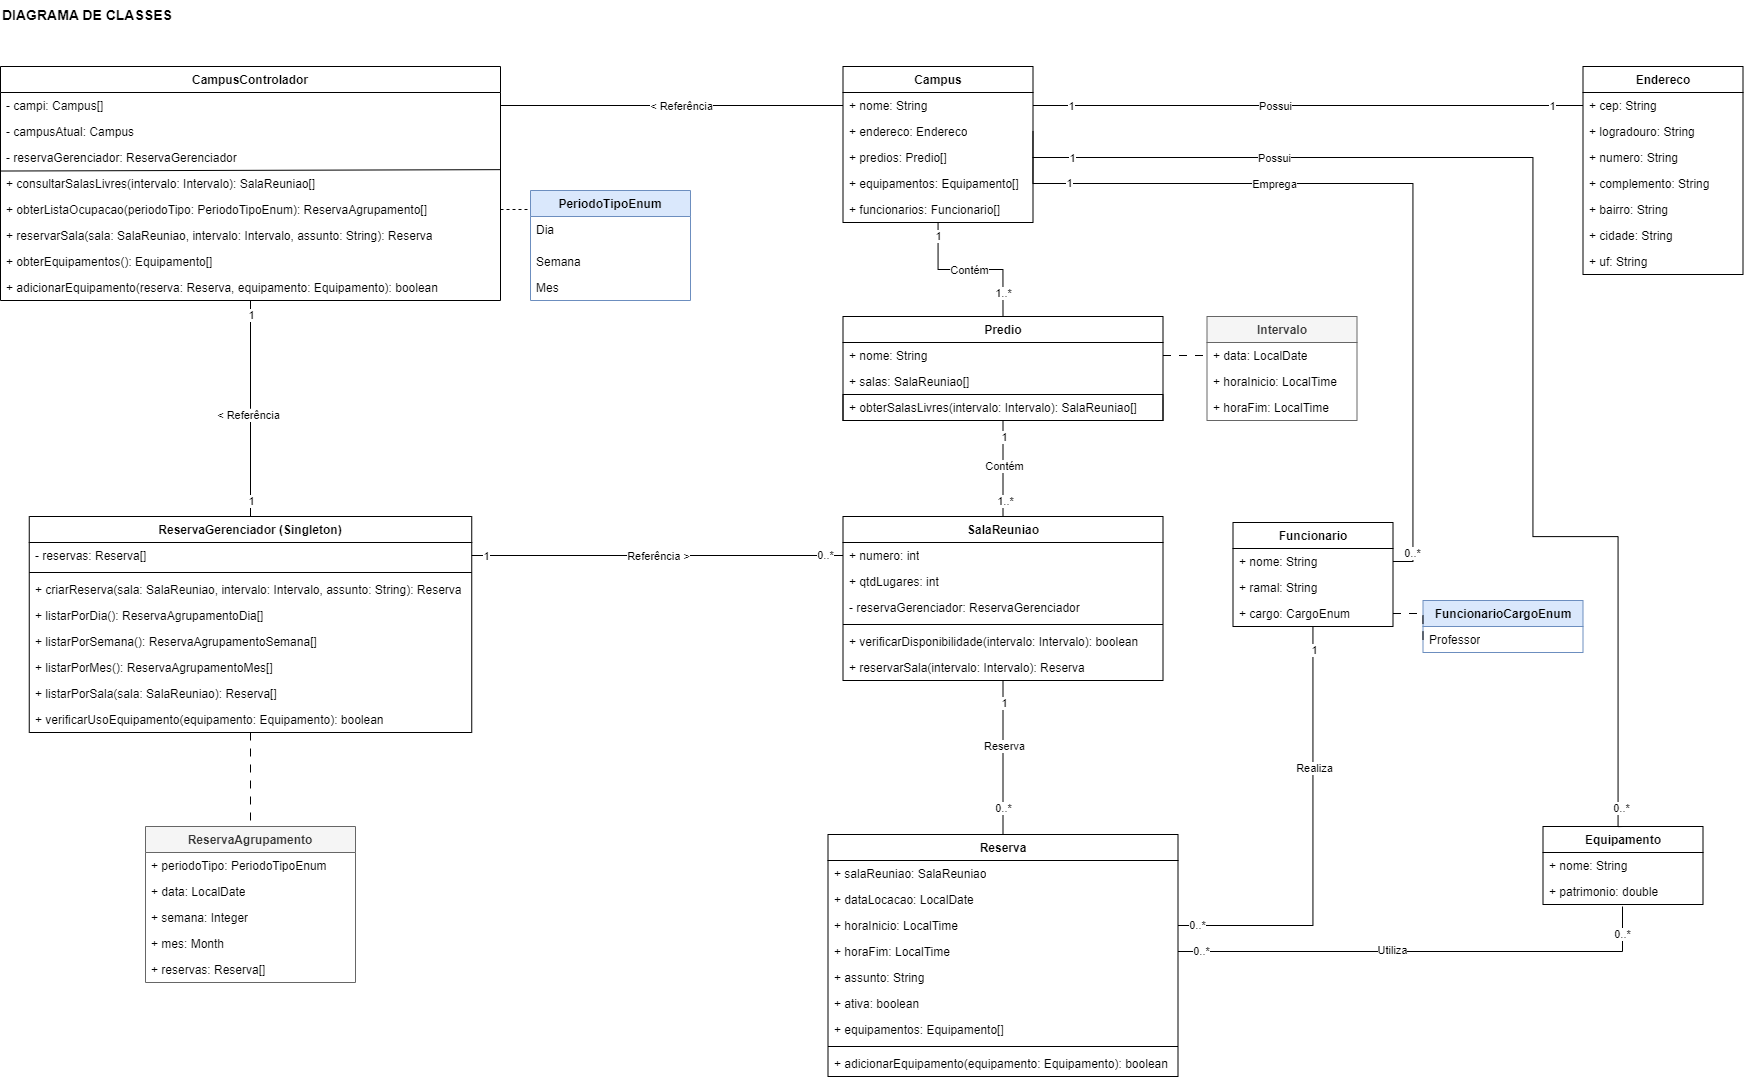 DIAGRAMA DE CLASSES
CampusControlador
- campi: Campus[]
- campusAtual: Campus
- reservaGerenciador: ReservaGerenciador
+ consultarSalasLivres(intervalo: Intervalo): SalaReuniao[]
+ obterListaOcupacao(periodoTipo: PeriodoTipoEnum): ReservaAgrupamento[]
+ reservarSala(sala: SalaReuniao, intervalo: Intervalo, assunto: String): Reserva
+ obterEquipamentos(): Equipamento[]
+ adicionarEquipamento(reserva: Reserva, equipamento: Equipamento): boolean
PeriodoTipoEnum
Dia
Semana
Mes
< Referência
Campus
+ nome: String
+ endereco: Endereco
+ predios: Predio[]
+ equipamentos: Equipamento[]
+ funcionarios: Funcionario[]
1
Possui
1
1
Possui
1
Emprega
Endereco
+ cep: String
+ logradouro: String
+ numero: String
+ complemento: String
+ bairro: String
+ cidade: String
+ uf: String
1
Contém
1..*
Predio
+ nome: String
+ salas: SalaReuniao[]
+ obterSalasLivres(intervalo: Intervalo): SalaReuniao[]
Intervalo
+ data: LocalDate
+ horaInicio: LocalTime
+ horaFim: LocalTime
1
< Referência
1
1
Contém
1..*
ReservaGerenciador (Singleton)
- reservas: Reserva[]
+ criarReserva(sala: SalaReuniao, intervalo: Intervalo, assunto: String): Reserva
+ listarPorDia(): ReservaAgrupamentoDia[]
+ listarPorSemana(): ReservaAgrupamentoSemana[]
+ listarPorMes(): ReservaAgrupamentoMes[]
+ listarPorSala(sala: SalaReuniao): Reserva[]
+ verificarUsoEquipamento(equipamento: Equipamento): boolean
1
Referência >
0..*
SalaReuniao
+ numero: int
+ qtdLugares: int
- reservaGerenciador: ReservaGerenciador
+ verificarDisponibilidade(intervalo: Intervalo): boolean
+ reservarSala(intervalo: Intervalo): Reserva
Funcionario
+ nome: String
+ ramal: String
+ cargo: CargoEnum
0..*
FuncionarioCargoEnum
Professor
1
Reserva
0..*
1
Realiza
0..*
0..*
Equipamento
+ nome: String
+ patrimonio: double
0..*
Utiliza
0..*
ReservaAgrupamento
+ periodoTipo: PeriodoTipoEnum
+ data: LocalDate
+ semana: Integer
+ mes: Month
+ reservas: Reserva[]
Reserva
+ salaReuniao: SalaReuniao
+ dataLocacao: LocalDate
+ horaInicio: LocalTime
+ horaFim: LocalTime
+ assunto: String
+ ativa: boolean
+ equipamentos: Equipamento[]
+ adicionarEquipamento(equipamento: Equipamento): boolean